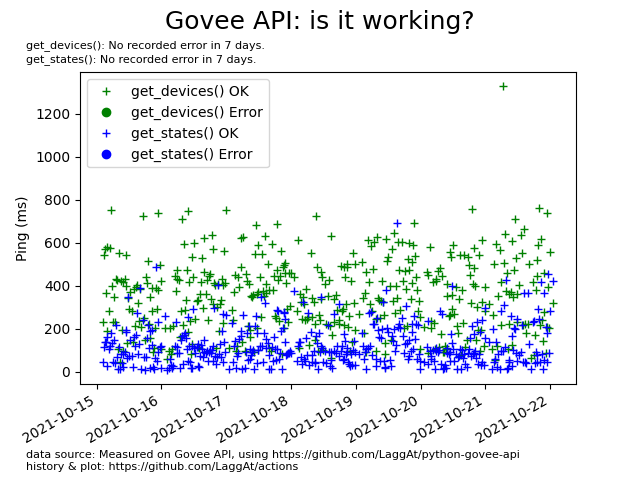 Govee API: is it working?
get_devices(): No recorded error in 7 days.
get_states(): No recorded error in 7 days.
get_devices() OK
get_devices() Error
get_states() OK
get_states() Error
Ping (ms)
1200
1000
800
600
400
200
0
2021-10-15
2021-10-16
2021-10-17
2021-10-18
2021-10-19
2021-10-20
2021-10-21
2021-10-22
data source: Measured on Govee API, using https://github.com/LaggAt/python-govee-api
history & plot: https://github.com/LaggAt/actions